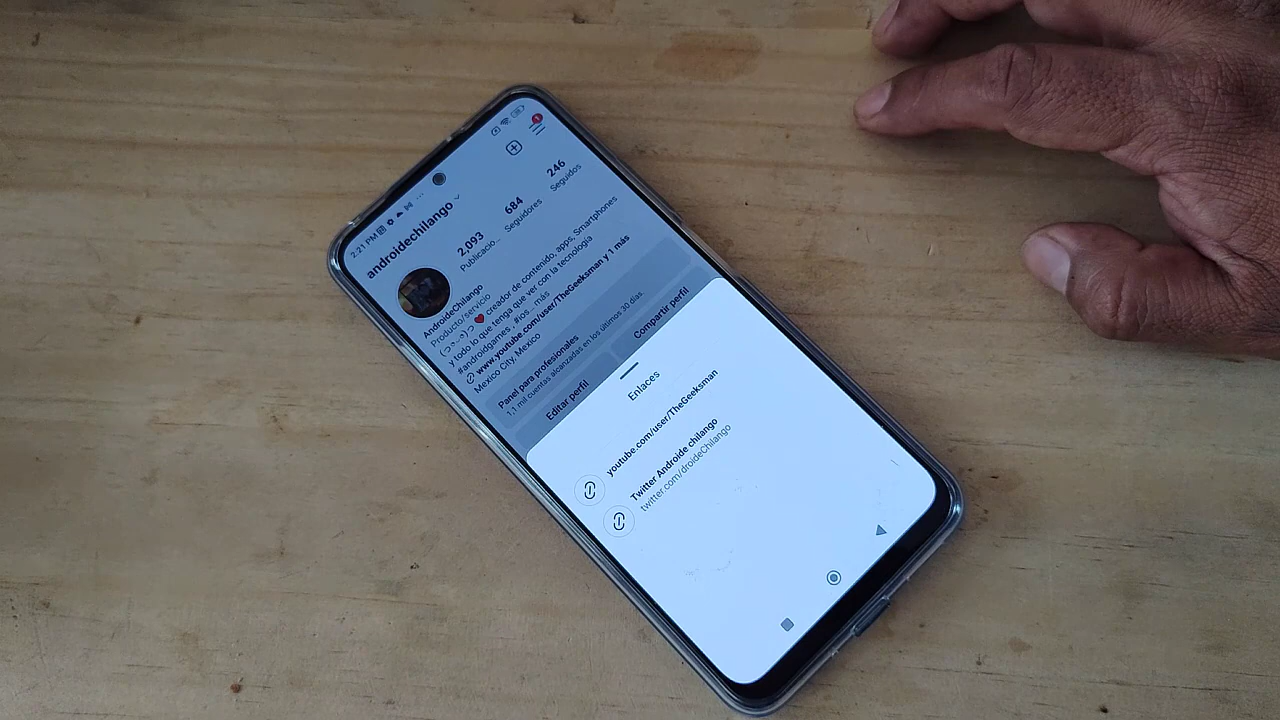 2:21 PM
androidechilango
2,093
Publicacio...
684
Seguidores
246
Seguidos
AndroideChilango
Producto/servicio
creador de contenido, apps, Smartphones
y todo lo que tenga que ver con la tecnología
#androidgames, #ios... más
www.youtube.com/user/TheGeeksman y 1 más
Mexico City, Mexico
Panel para profesionales
1,1 mil cuentas alcanzadas en los últimos 30 días.
Editar perfil
Compartir perfil
Enlaces
youtube.com/user/TheGeeksman
Twitter Androide chilango
twitter.com/droideChilango